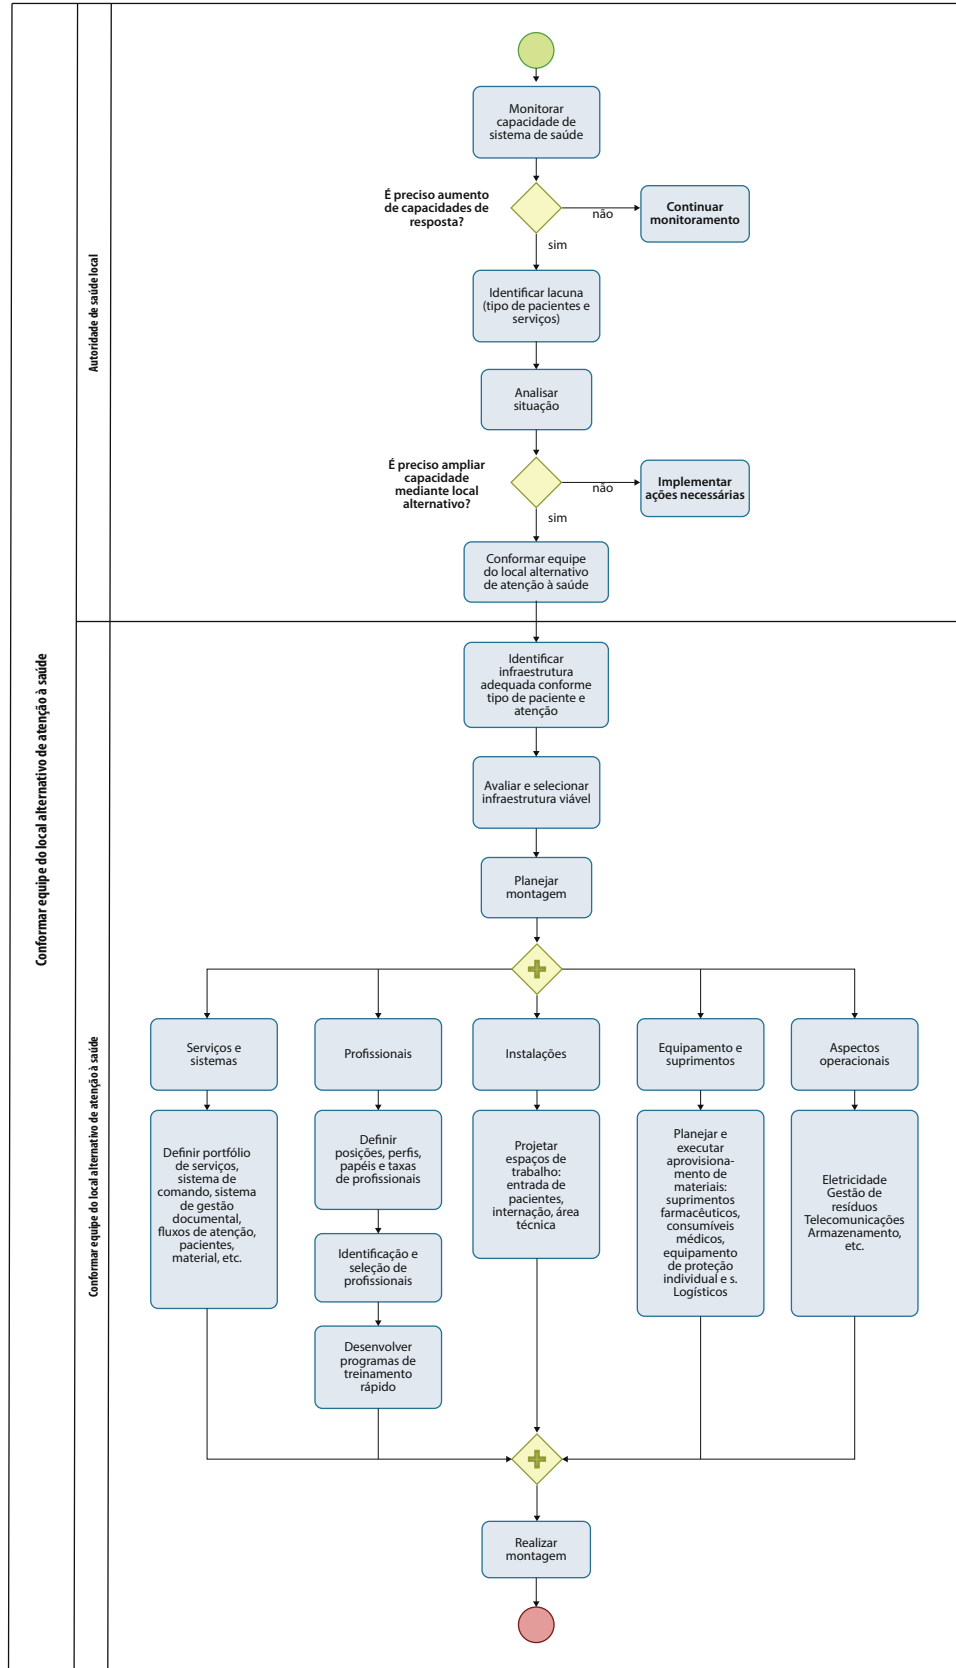 Conformar equipe do local alternativo de atenção à saúde
Autoridade de saúde local
Monitorar
capacidade de
sistema de saúde
É preciso aumento
de capacidades de
resposta?
não
Continuar
monitoramento
sim
Identificar lacuna
(tipo de pacientes e
serviços)
Analisar
situação
É preciso ampliar
capacidade
mediante local
alternativo?
não
Implementar
ações necessárias
sim
Conformar equipe
do local alternativo
de atenção à saúde
Conformar equipe do local alternativo de atenção à saúde
Identificar
infraestrutura
adequada conforme
tipo de paciente e
atenção
Avaliar e selecionar
infraestrutura viável
Planejar
montagem
Serviços e
sistemas
Profissionais
Instalações
Equipamento e
suprimentos
Aspectos
operacionais
Definir portfólio
de serviços,
sistema de
comando, sistema
de gestão
documental,
fluxos de atenção,
pacientes,
material, etc.
Definir
posições, perfis,
papéis e taxas
de profissionais
Identificação e
seleção de
profissionais
Desenvolver
programas de
treinamento
rápido
Projetar
espaços de
trabalho:
entrada de
pacientes,
internação, área
técnica
Planejar e
executar
aprovisiona-
mento de
materiais:
suprimentos
farmacêuticos,
consumíveis
médicos,
equipamento
de proteção
individual e s.
Logísticos
Eletricidade
Gestão de
resíduos
Telecomunicações
Armazenamento,
etc.
Realizar
montagem